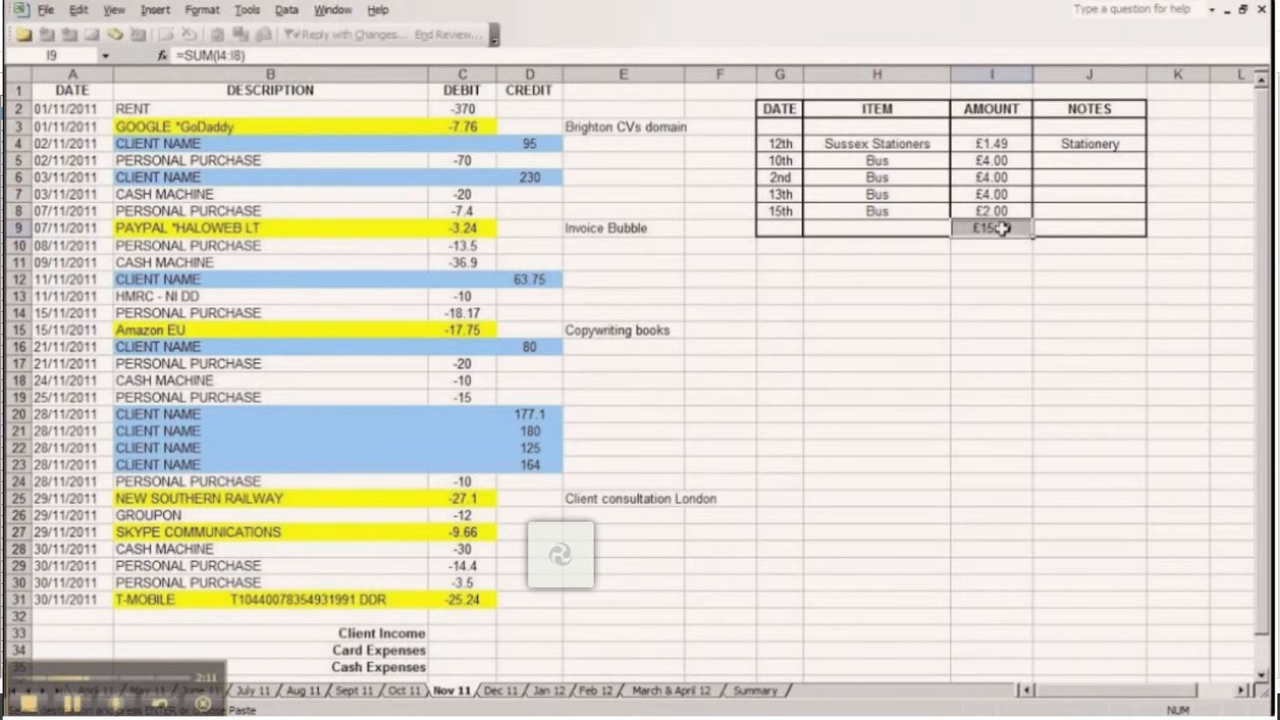 File Edit View Insert Format Tools Data Window Help Type a question for help
Reply with Changes... End Review...
I9 fx =SUM(I4:I8)
A B C D E F G H I J K L
1 DATE DESCRIPTION DEBIT CREDIT
2 01/11/2011 RENT -370 DATE ITEM AMOUNT NOTES
3 01/11/2011 GOOGLE *GoDaddy -7.76 Brighton CVs domain
4 02/11/2011 CLIENT NAME 95 12th Sussex Stationers £1.49 Stationery
5 02/11/2011 PERSONAL PURCHASE -70 10th Bus £4.00
6 03/11/2011 CLIENT NAME 230 2nd Bus £4.00
7 03/11/2011 CASH MACHINE -20 13th Bus £4.00
8 07/11/2011 PERSONAL PURCHASE -7.4 15th Bus £2.00
9 07/11/2011 PAYPAL *HALOWEB LT -3.24 Invoice Bubble
10 08/11/2011 PERSONAL PURCHASE -13.5
11 09/11/2011 CASH MACHINE -36.9
12 11/11/2011 CLIENT NAME 63.75
13 11/11/2011 HMRC - NI DD -10
14 15/11/2011 PERSONAL PURCHASE -18.17
15 15/11/2011 Amazon EU -17.75 Copywriting books
16 21/11/2011 CLIENT NAME 80
17 21/11/2011 PERSONAL PURCHASE -20
18 24/11/2011 CASH MACHINE -10
19 25/11/2011 PERSONAL PURCHASE -15
20 28/11/2011 CLIENT NAME 177.1
21 28/11/2011 CLIENT NAME 180
22 28/11/2011 CLIENT NAME 125
23 28/11/2011 CLIENT NAME 164
24 28/11/2011 PERSONAL PURCHASE -10
25 29/11/2011 NEW SOUTHERN RAILWAY -27.1 Client consultation London
26 29/11/2011 GROUPON -12
27 29/11/2011 SKYPE COMMUNICATIONS -9.66
28 30/11/2011 CASH MACHINE -30
29 30/11/2011 PERSONAL PURCHASE -14.4
30 30/11/2011 PERSONAL PURCHASE -3.5
31 30/11/2011 T-MOBILE T10440078354931991 DDR -25.24
32
33 Client Income
34 Card Expenses
35 Cash Expenses
2:11
July 11 Aug 11 Sept 11 Oct 11 Nov 11 Dec 11 Jan 12 Feb 12 March & April 12 Summary
Paste NUM